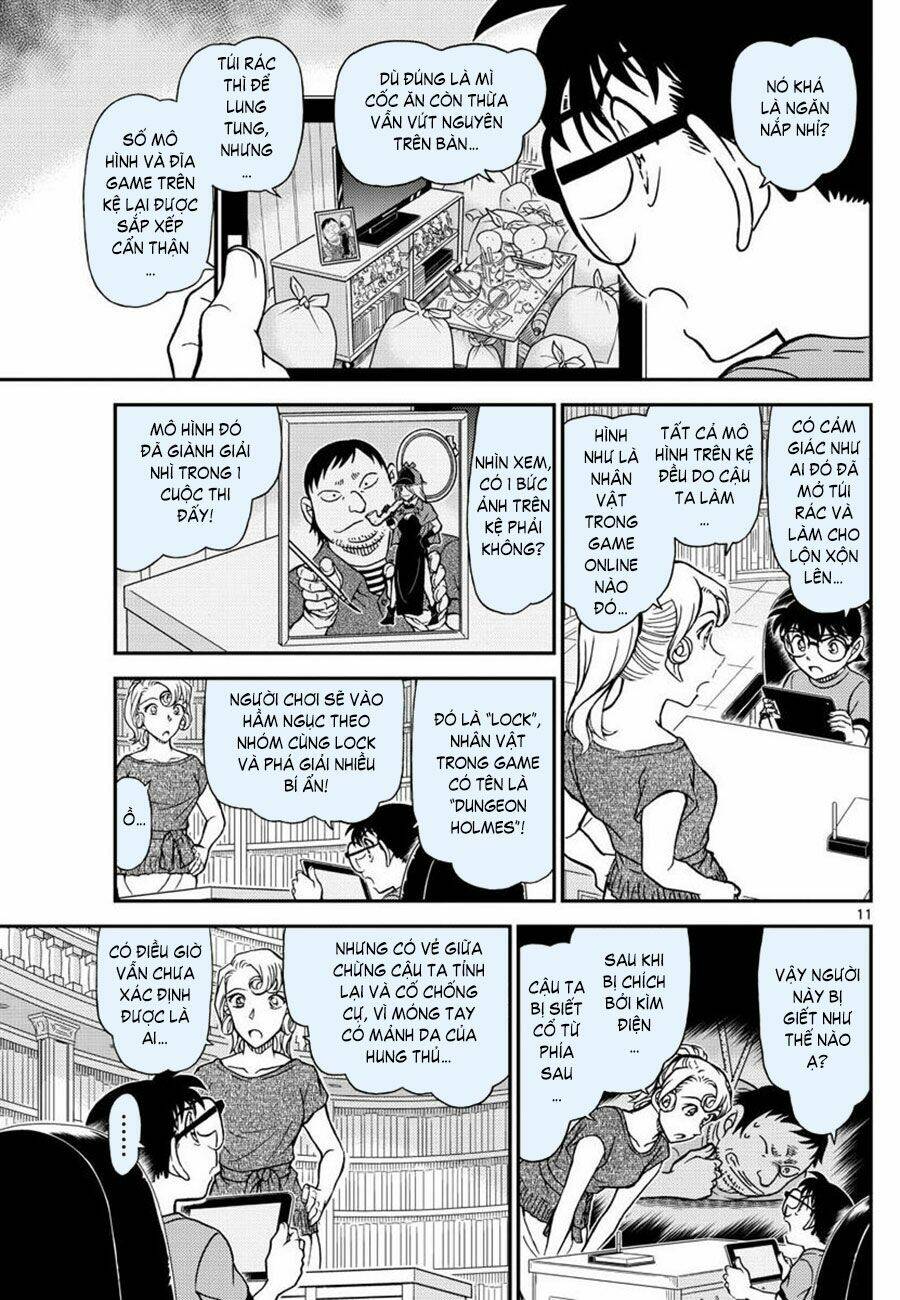 NÓ KHÁ
LÀ NGĂN
NẮP NHỈ?
DÙ ĐÚNG LÀ MÌ
CỐC ĂN CÒN THỪA
VẪN VỨT NGUYÊN
TRÊN BÀN...
TÚI RÁC
THÌ ĐỂ
LUNG
TUNG,
NHƯNG
...
SỐ MÔ
HÌNH VÀ ĐĨA
GAME TRÊN
KỆ LẠI ĐƯỢC
SẮP XẾP
CẨN THẬN
...
CÓ CẢM
GIÁC NHƯ
AI ĐÓ ĐÃ
MỞ TÚI
RÁC VÀ
LÀM CHO
LỘN XỘN
LÊN...
TẤT CẢ MÔ
HÌNH TRÊN KỆ
ĐỀU DO CẬU
TA LÀM
...
HÌNH
NHƯ LÀ
NHÂN VẬT
TRONG
GAME
ONLINE
NÀO
ĐÓ...
NHÌN XEM,
CÓ 1 BỨC
ẢNH TRÊN
KỆ PHẢI
KHÔNG?
MÔ HÌNH ĐÓ
ĐÃ GIÀNH GIẢI
NHÌ TRONG 1
CUỘC THI
ĐẤY!
ĐÓ LÀ "LOCK",
NHÂN VẬT
TRONG GAME
CÓ TÊN LÀ
"DUNGEON
HOLMES"!
NGƯỜI CHƠI SẼ VÀO
HẦM NGỤC THEO
NHÓM CÙNG LOCK
VÀ PHÁ GIẢI NHIỀU
BÍ ẨN!
Ồ...
11
VẬY NGƯỜI
NÀY BỊ
GIẾT NHƯ
THẾ NÀO
Ạ?
SAU KHI
BỊ CHÍCH
BỞI KÌM
ĐIỆN
...
CẬU TA
BỊ SIẾT
CỔ TỪ
PHÍA
SAU
...
NHƯNG CÓ VẺ GIỮA
CHỪNG CẬU TA TỈNH
LẠI VÀ CỐ CHỐNG
CỰ, VÌ MÓNG TAY
CÓ MẢNH DA CỦA
HUNG THỦ...
CÓ ĐIỀU GIỜ
VẪN CHƯA
XÁC ĐỊNH
ĐƯỢC LÀ
AI...
......